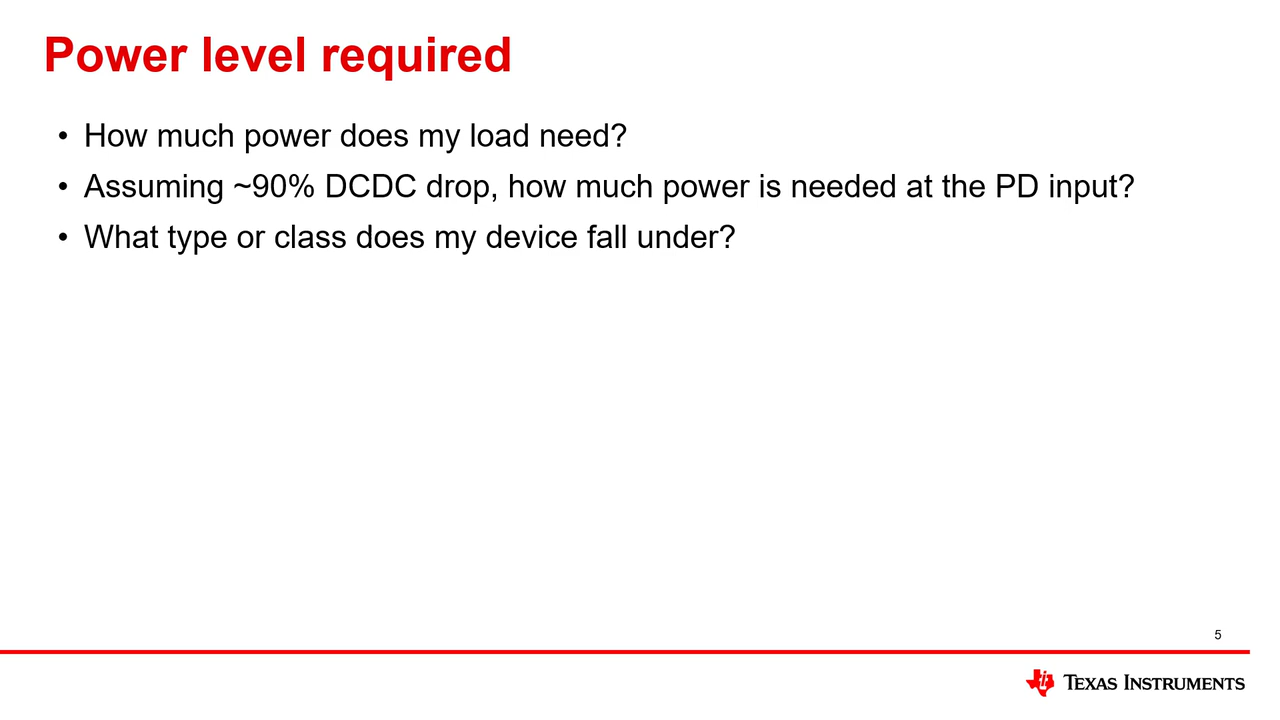 Power level required
• How much power does my load need?
• Assuming ~90% DCDC drop, how much power is needed at the PD input?
• What type or class does my device fall under?
5
TEXAS INSTRUMENTS